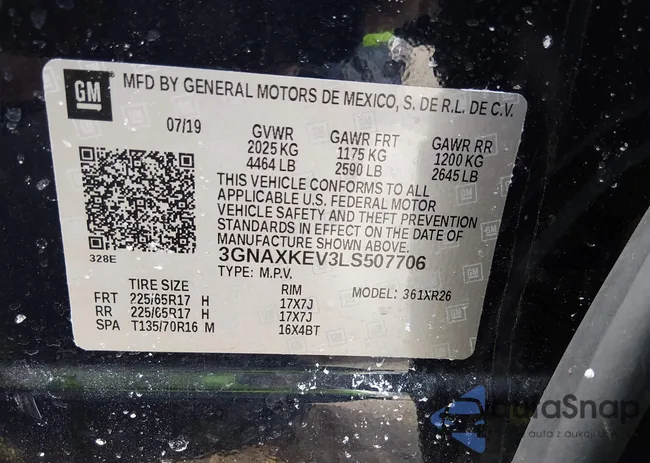 GM
MFD BY GENERAL MOTORS DE MEXICO, S. DE R.L. DE C.V.
07/19
GVWR
2025 KG
4464 LB
GAWR FRT
1175 KG
2590 LB
GAWR RR
1200 KG
2645 LB
THIS VEHICLE CONFORMS TO ALL
APPLICABLE U.S. FEDERAL MOTOR
VEHICLE SAFETY AND THEFT PREVENTION
STANDARDS IN EFFECT ON THE DATE OF
MANUFACTURE SHOWN ABOVE.
328E
3GNAXKEV3LS507706
TYPE: M.P.V.
TIRE SIZE RIM
FRT 225/65R17 H 17X7J
RR 225/65R17 H 17X7J
SPA T135/70R16 M 16X4BT
MODEL: 361XR26
autaSnap
auta z aukcji